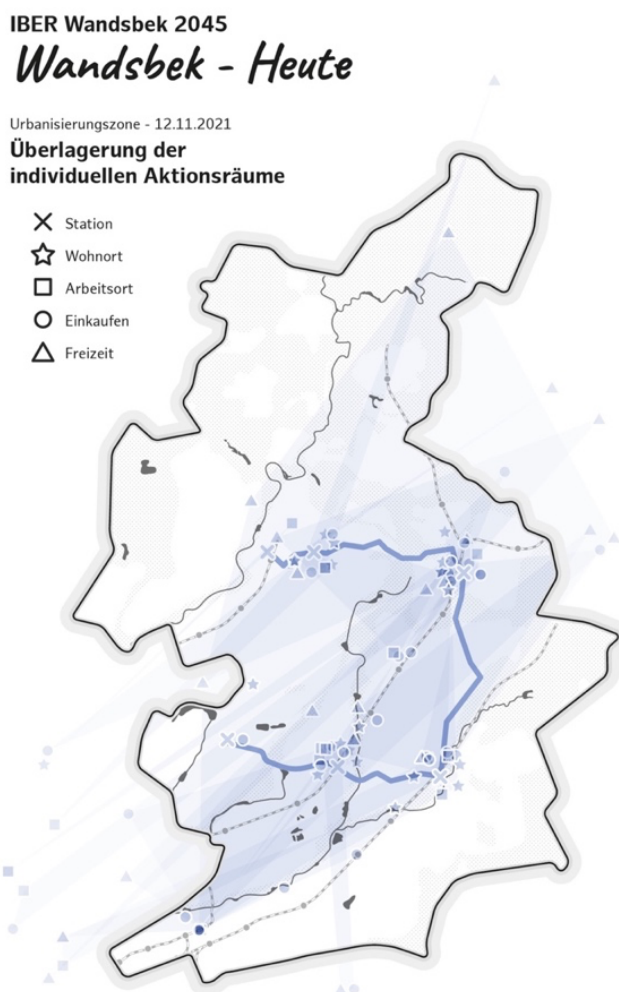 IBER Wandsbek 2045
Wandsbek - Heute
Urbanisierungszone - 12.11.2021
Überlagerung der
individuellen Aktionsräume
Station
Wohnort
Arbeitsort
Einkaufen
Freizeit